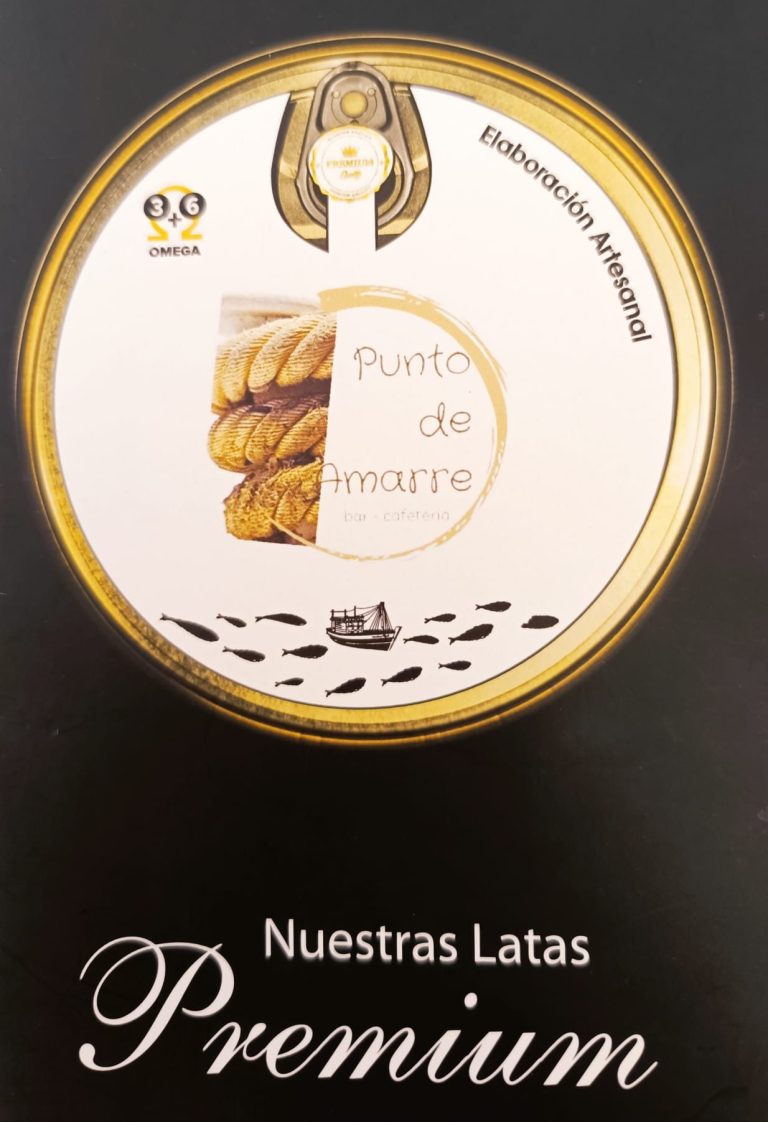 3+6
OMEGA
Elaboración Artesanal
Punto
de
Amarre
bar - cafetería
Nuestras Latas
Premium